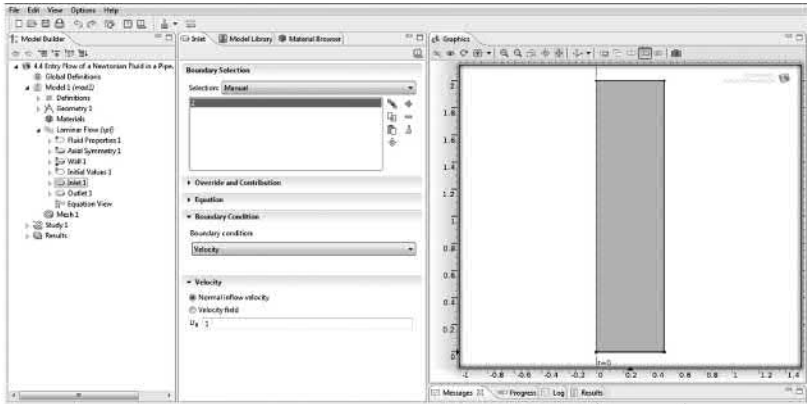 File Edit View Options Help
Model Builder
4.4 Entry Flow of a Newtonian Fluid in a Pipe.
Global Definitions
Model 1 (mod1)
Definitions
Geometry 1
Materials
Laminar Flow (spf)
Fluid Properties 1
Axial Symmetry 1
Wall 1
Initial Values 1
Inlet 1
Outlet 1
Equation View
Mesh 1
Study 1
Results
Inlet Model Library Material Browser
Boundary Selection
Selection: Manual
Override and Contribution
Equation
Boundary Condition
Boundary condition:
Velocity
Velocity
Normal inflow velocity
Velocity field
U₀ 1
Graphics
2
1.8
1.6
1.4
1.2
1
0.8
0.6
0.4
0.2
0
r=0
-1 -0.8 -0.6 -0.4 -0.2 0 0.2 0.4 0.6 0.8 1 1.2 1.4
Messages Progress Log Results